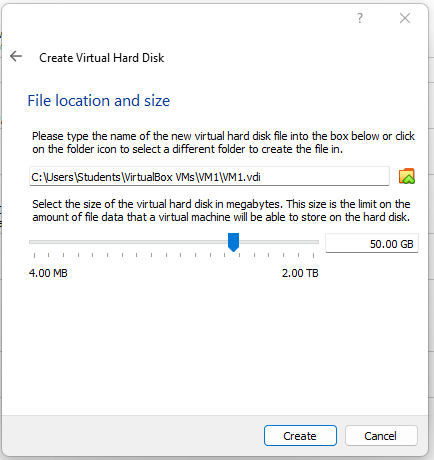 ?
Create Virtual Hard Disk
File location and size
Please type the name of the new virtual hard disk file into the box below or click
on the folder icon to select a different folder to create the file in.
C:\Users\Students\VirtualBox VMs\VM1\VM1.vdi
Select the size of the virtual hard disk in megabytes. This size is the limit on the
amount of file data that a virtual machine will be able to store on the hard disk.
50.00 GB
4.00 MB 2.00 TB
Create Cancel